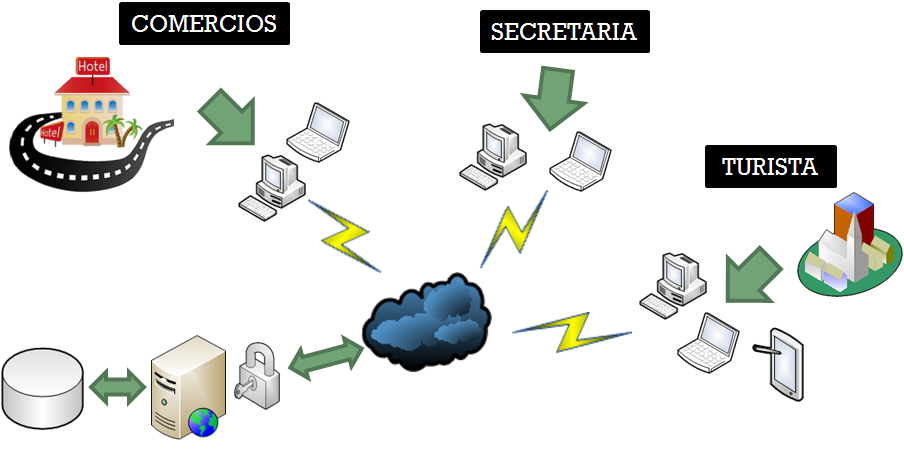 COMERCIOS
SECRETARIA
Hotel
Hotel
TURISTA